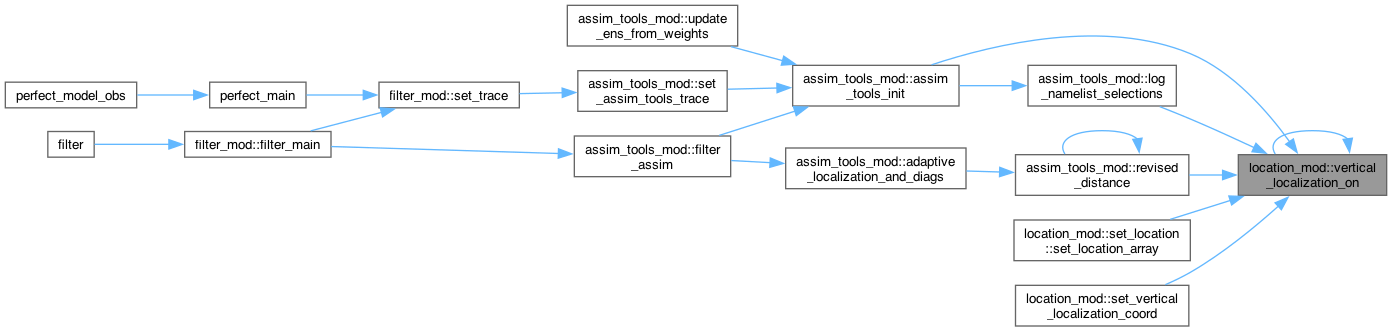 assim_tools_mod::update
_ens_from_weights
perfect_model_obs
perfect_main
filter_mod::set_trace
assim_tools_mod::set
_assim_tools_trace
assim_tools_mod::assim
_tools_init
assim_tools_mod::log
_namelist_selections
filter
filter_mod::filter_main
assim_tools_mod::filter
_assim
assim_tools_mod::adaptive
_localization_and_diags
assim_tools_mod::revised
_distance
location_mod::vertical
_localization_on
location_mod::set_location
::set_location_array
location_mod::set_vertical
_localization_coord